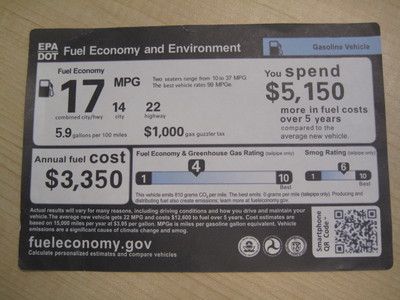 EPA
DOT
Fuel Economy and Environment
Gasoline Vehicle
Fuel Economy
17 MPG
combined city/hwy
14
city
22
highway
Two seaters range from 10 to 37 MPG.
The best vehicle rates 99 MPGe.
5.9 gallons per 100 miles
$1,000 gas guzzler tax
You spend
$5,150
more in fuel costs
over 5 years
compared to the
average new vehicle.
Annual fuel cost
$3,350
Fuel Economy & Greenhouse Gas Rating (tailpipe only)
4
1
10
Best
Smog Rating (tailpipe only)
6
1
10
Best
This vehicle emits 510 grams CO2 per mile. The best emits 0 grams per mile (tailpipe only). Producing and
distributing fuel also create emissions; learn more at fueleconomy.gov.
Actual results will vary for many reasons, including driving conditions and how you drive and maintain your
vehicle. The average new vehicle gets 22 MPG and costs $12,600 to fuel over 5 years. Cost estimates are
based on 15,000 miles per year at $3.95 per gallon. MPGe is miles per gasoline gallon equivalent. Vehicle
emissions are a significant cause of climate change and smog.
fueleconomy.gov
Calculate personalized estimates and compare vehicles
Smartphone
QR Code™